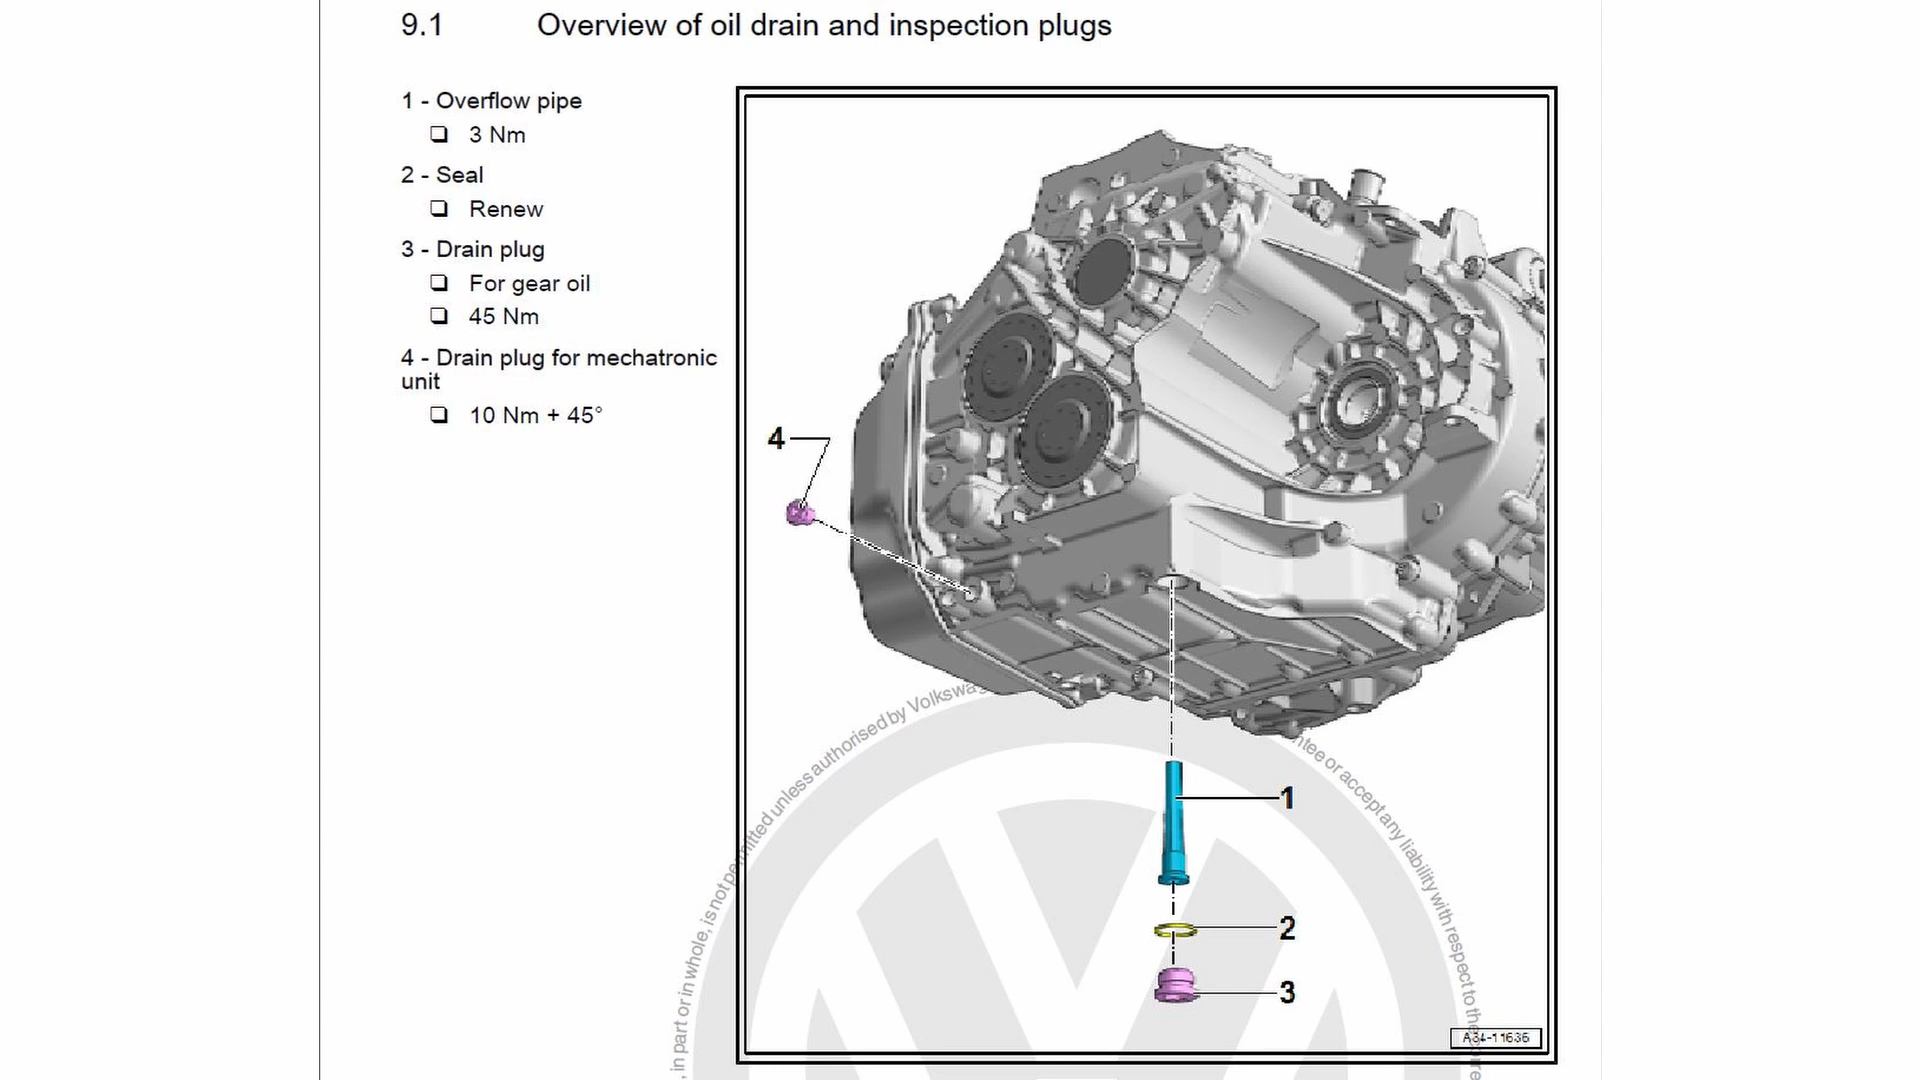 9.1 Overview of oil drain and inspection plugs
1 - Overflow pipe
❑ 3 Nm
2 - Seal
❑ Renew
3 - Drain plug
❑ For gear oil
❑ 45 Nm
4 - Drain plug for mechatronic
unit
❑ 10 Nm + 45°
4
1
2
3
A34-11636
, in part or in whole, is not permitted unless authorised by Volkswag
ntee or accept any liability with respect to the